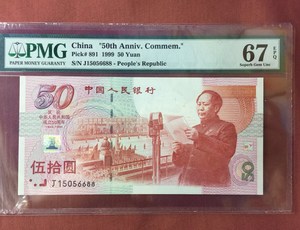 PMG
PAPER MONEY GUARANTY
China "50th Anniv. Commem."
Pick# 891 1999 50 Yuan
S/N J15056688 - People's Republic
67 EPQ
Superb Gem Unc
50
中国人民银行
伍拾圆
J15056688
50